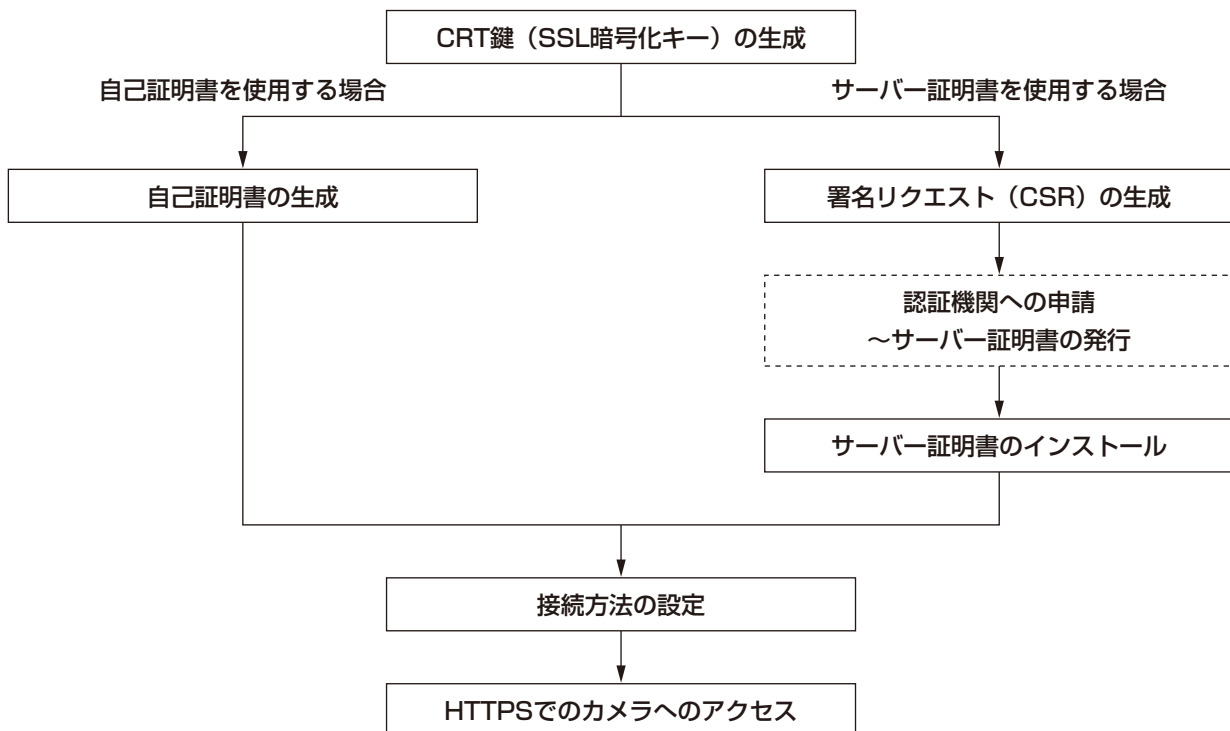 CRT鍵（SSL暗号化キー）の生成
自己証明書を使用する場合
サーバー証明書を使用する場合
自己証明書の生成
署名リクエスト（CSR）の生成
認証機関への申請
～サーバー証明書の発行
サーバー証明書のインストール
接続方法の設定
HTTPSでのカメラへのアクセス